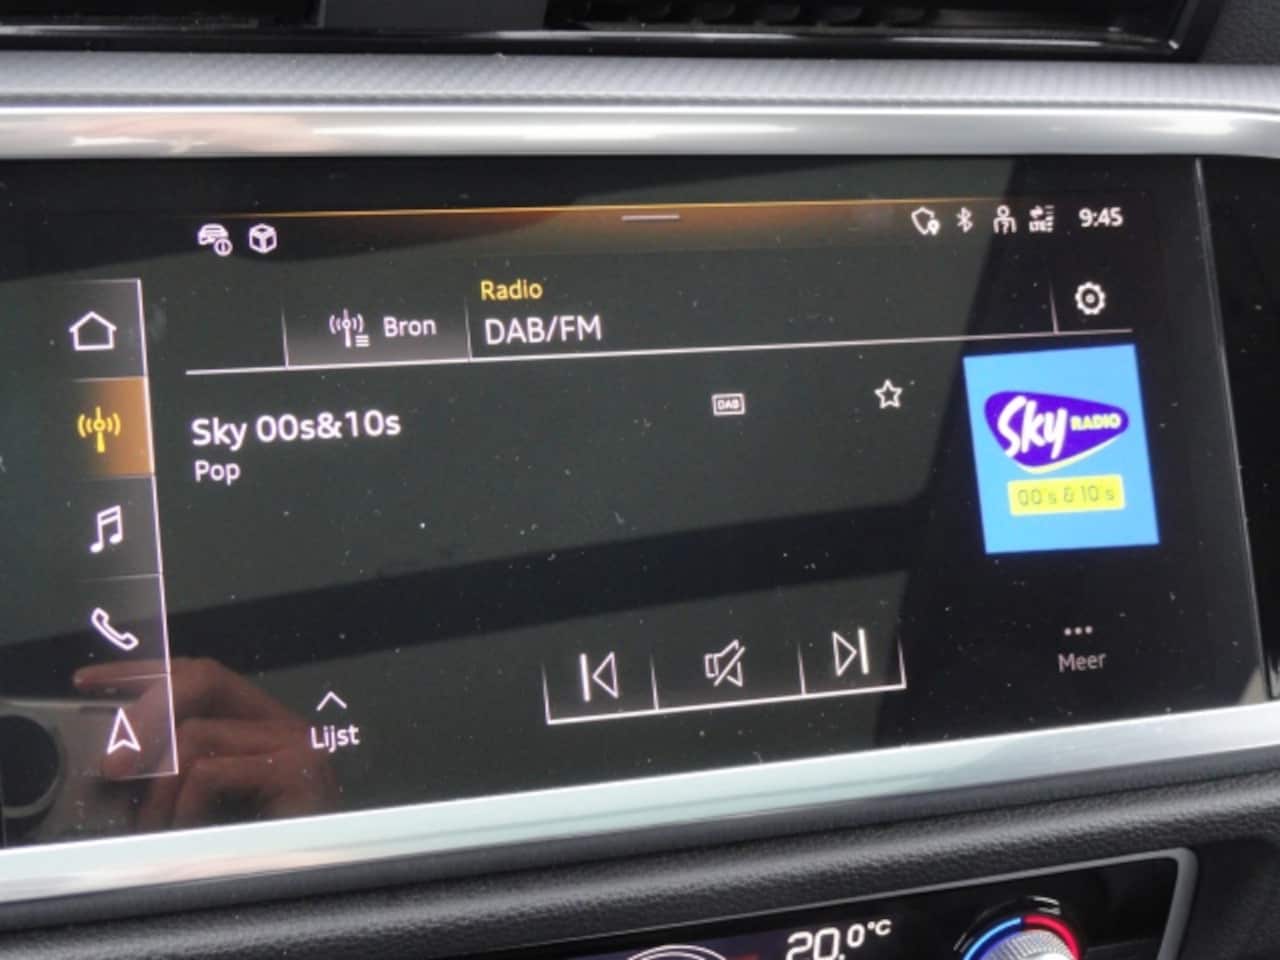 9:45
Radio
Bron
DAB/FM
Sky 00s&10s
DAB
Pop
Sky RADIO
00's & 10's
Meer
Lijst
20.0°C